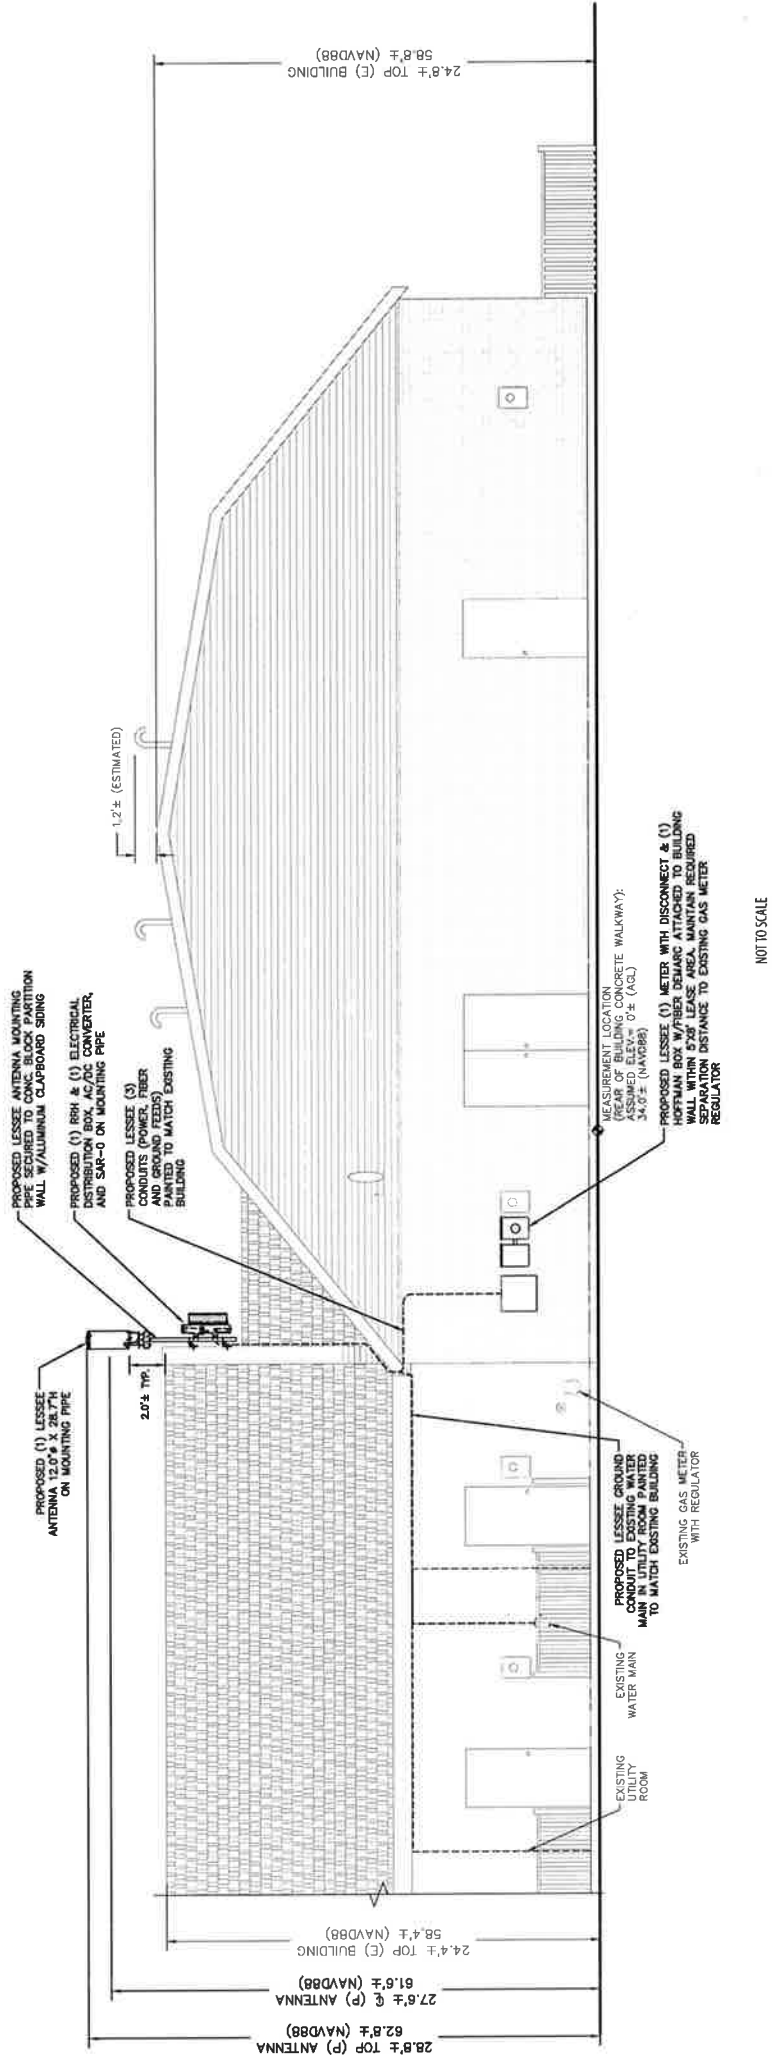 28.8'± TOP (P) ANTENNA
62.8'± (NAVD88)
27.6'± ℄ (P) ANTENNA
61.6'± (NAVD88)
24.4'± TOP (E) BUILDING
58.4'± (NAVD88)
PROPOSED (1) LESSEE
ANTENNA 12.0"ø X 28.7"H
ON MOUNTING PIPE
2.0'± TYP.
PROPOSED LESSEE ANTENNA MOUNTING
PIPE SECURED TO CONC. BLOCK PARTITION
WALL W/ALUMINUM CLAPBOARD SIDING
PROPOSED (1) RRH & (1) ELECTRICAL
DISTRIBUTION BOX, AC/DC CONVERTER,
AND SAR-O ON MOUNTING PIPE
PROPOSED LESSEE (3)
CONDUITS (POWER, FIBER
AND GROUND FEEDS)
PAINTED TO MATCH EXISTING
BUILDING
1.2'± (ESTIMATED)
24.8'± TOP (E) BUILDING
58.8'± (NAVD88)
EXISTING
UTILITY
ROOM
EXISTING
WATER MAIN
PROPOSED LESSEE GROUND
CONDUIT TO EXISTING WATER
MAIN IN UTILITY ROOM PAINTED
TO MATCH EXISTING BUILDING
EXISTING GAS METER
WITH REGULATOR
MEASUREMENT LOCATION
(REAR OF BUILDING CONCRETE WALKWAY):
ASSUMED ELEV.= 0'± (AGL)
34.0'± (NAVD88)
PROPOSED LESSEE (1) METER WITH DISCONNECT & (1)
HOFFMAN BOX W/FIBER DEMARC ATTACHED TO BUILDING
WALL WITHIN 5'X8' LEASE AREA. MAINTAIN REQUIRED
SEPARATION DISTANCE TO EXISTING GAS METER
REGULATOR
NOT TO SCALE